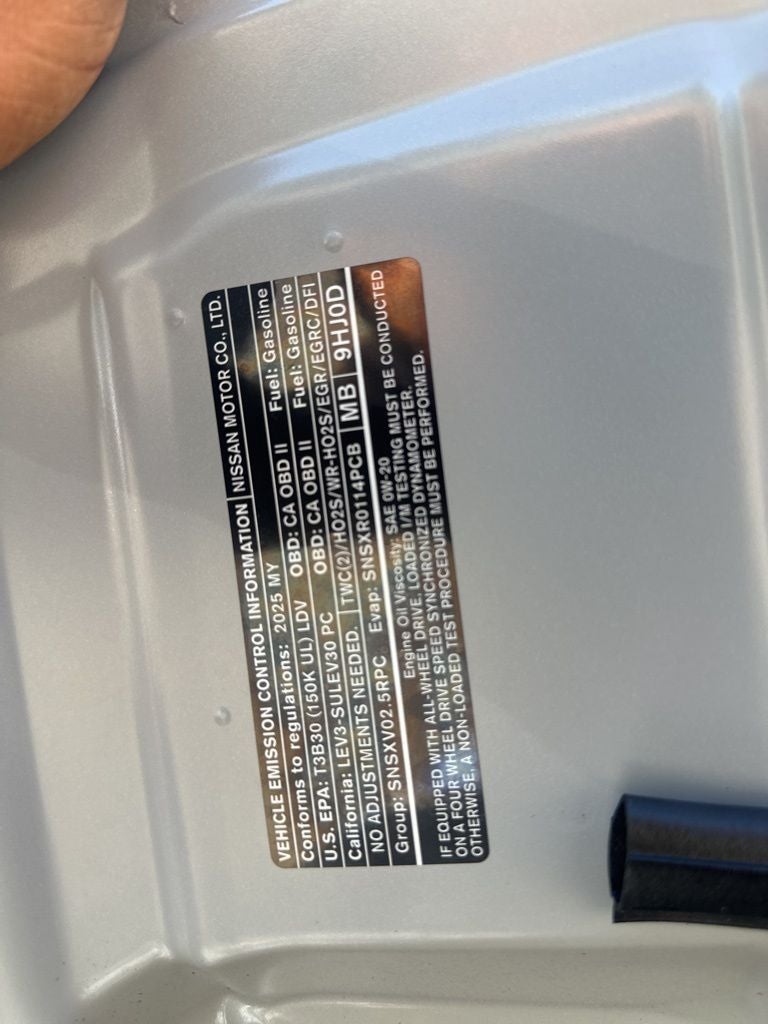 VEHICLE EMISSION CONTROL INFORMATION NISSAN MOTOR CO., LTD.
Conforms to regulations: 2025 MY Fuel: Gasoline
U.S. EPA: T3B30 (150K UL) LDV OBD: CA OBD II Fuel: Gasoline
California: LEV3-SULEV30 PC OBD: CA OBD II
NO ADJUSTMENTS NEEDED. TWC(2)/HO2S/WR-HO2S/EGR/EGRC/DFI
Group: SNSXV02.5RPC Evap: SNSXR0114PCB MB 9HJ0D
Engine Oil Viscosity: SAE 0W-20
IF EQUIPPED WITH ALL-WHEEL DRIVE, LOADED I/M TESTING MUST BE CONDUCTED
ON A FOUR WHEEL DRIVE SPEED SYNCHRONIZED DYNAMOMETER.
OTHERWISE, A NON-LOADED TEST PROCEDURE MUST BE PERFORMED.